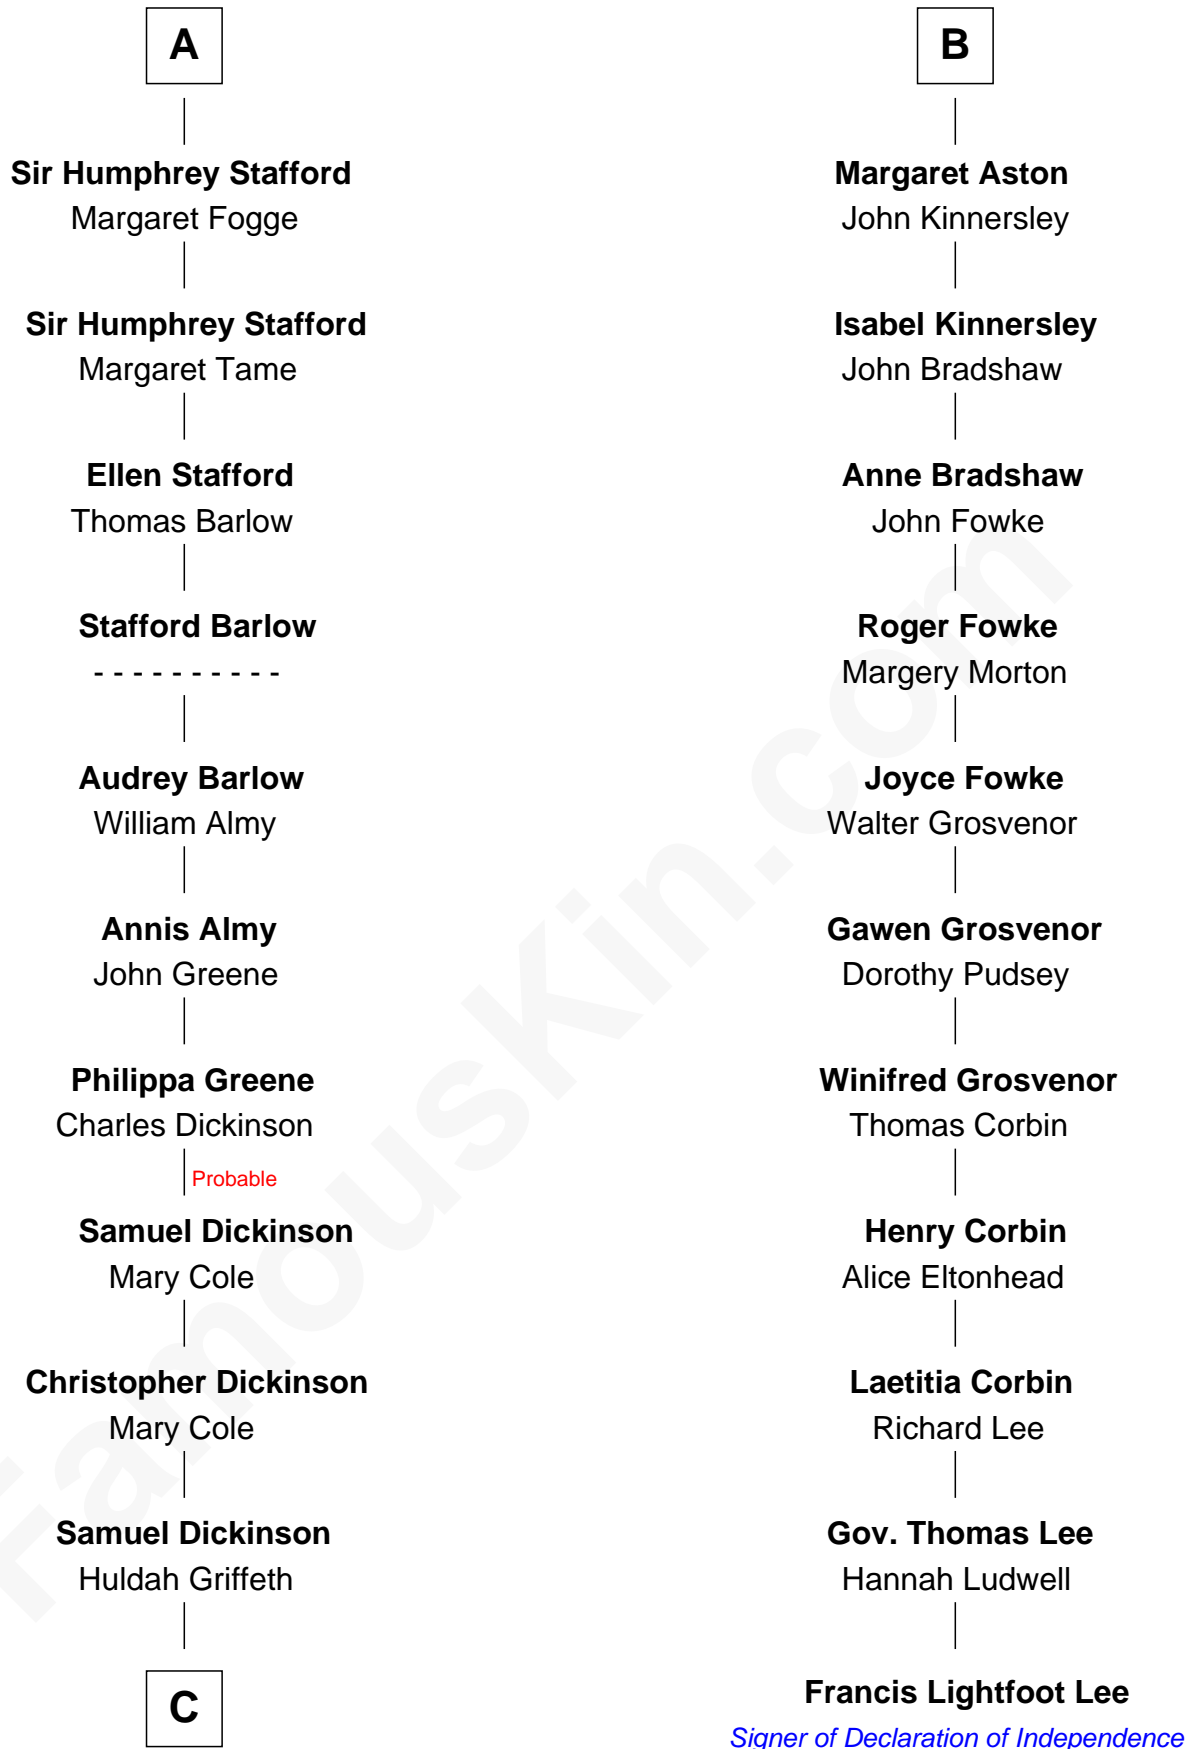 A
Sir Humphrey Stafford
Margaret Fogge
Sir Humphrey Stafford
Margaret Tame
Ellen Stafford
Thomas Barlow
Stafford Barlow
- - - - - - - - - -
Audrey Barlow
William Almy
Annis Almy
John Greene
Philippa Greene
Charles Dickinson
Probable
Samuel Dickinson
Mary Cole
Christopher Dickinson
Mary Cole
Samuel Dickinson
Huldah Griffeth
C
B
Margaret Aston
John Kinnersley
Isabel Kinnersley
John Bradshaw
Anne Bradshaw
John Fowke
Roger Fowke
Margery Morton
Joyce Fowke
Walter Grosvenor
Gawen Grosvenor
Dorothy Pudsey
Winifred Grosvenor
Thomas Corbin
Henry Corbin
Alice Eltonhead
Laetitia Corbin
Richard Lee
Gov. Thomas Lee
Hannah Ludwell
Francis Lightfoot Lee
Signer of Declaration of Independence
FamousKin.com